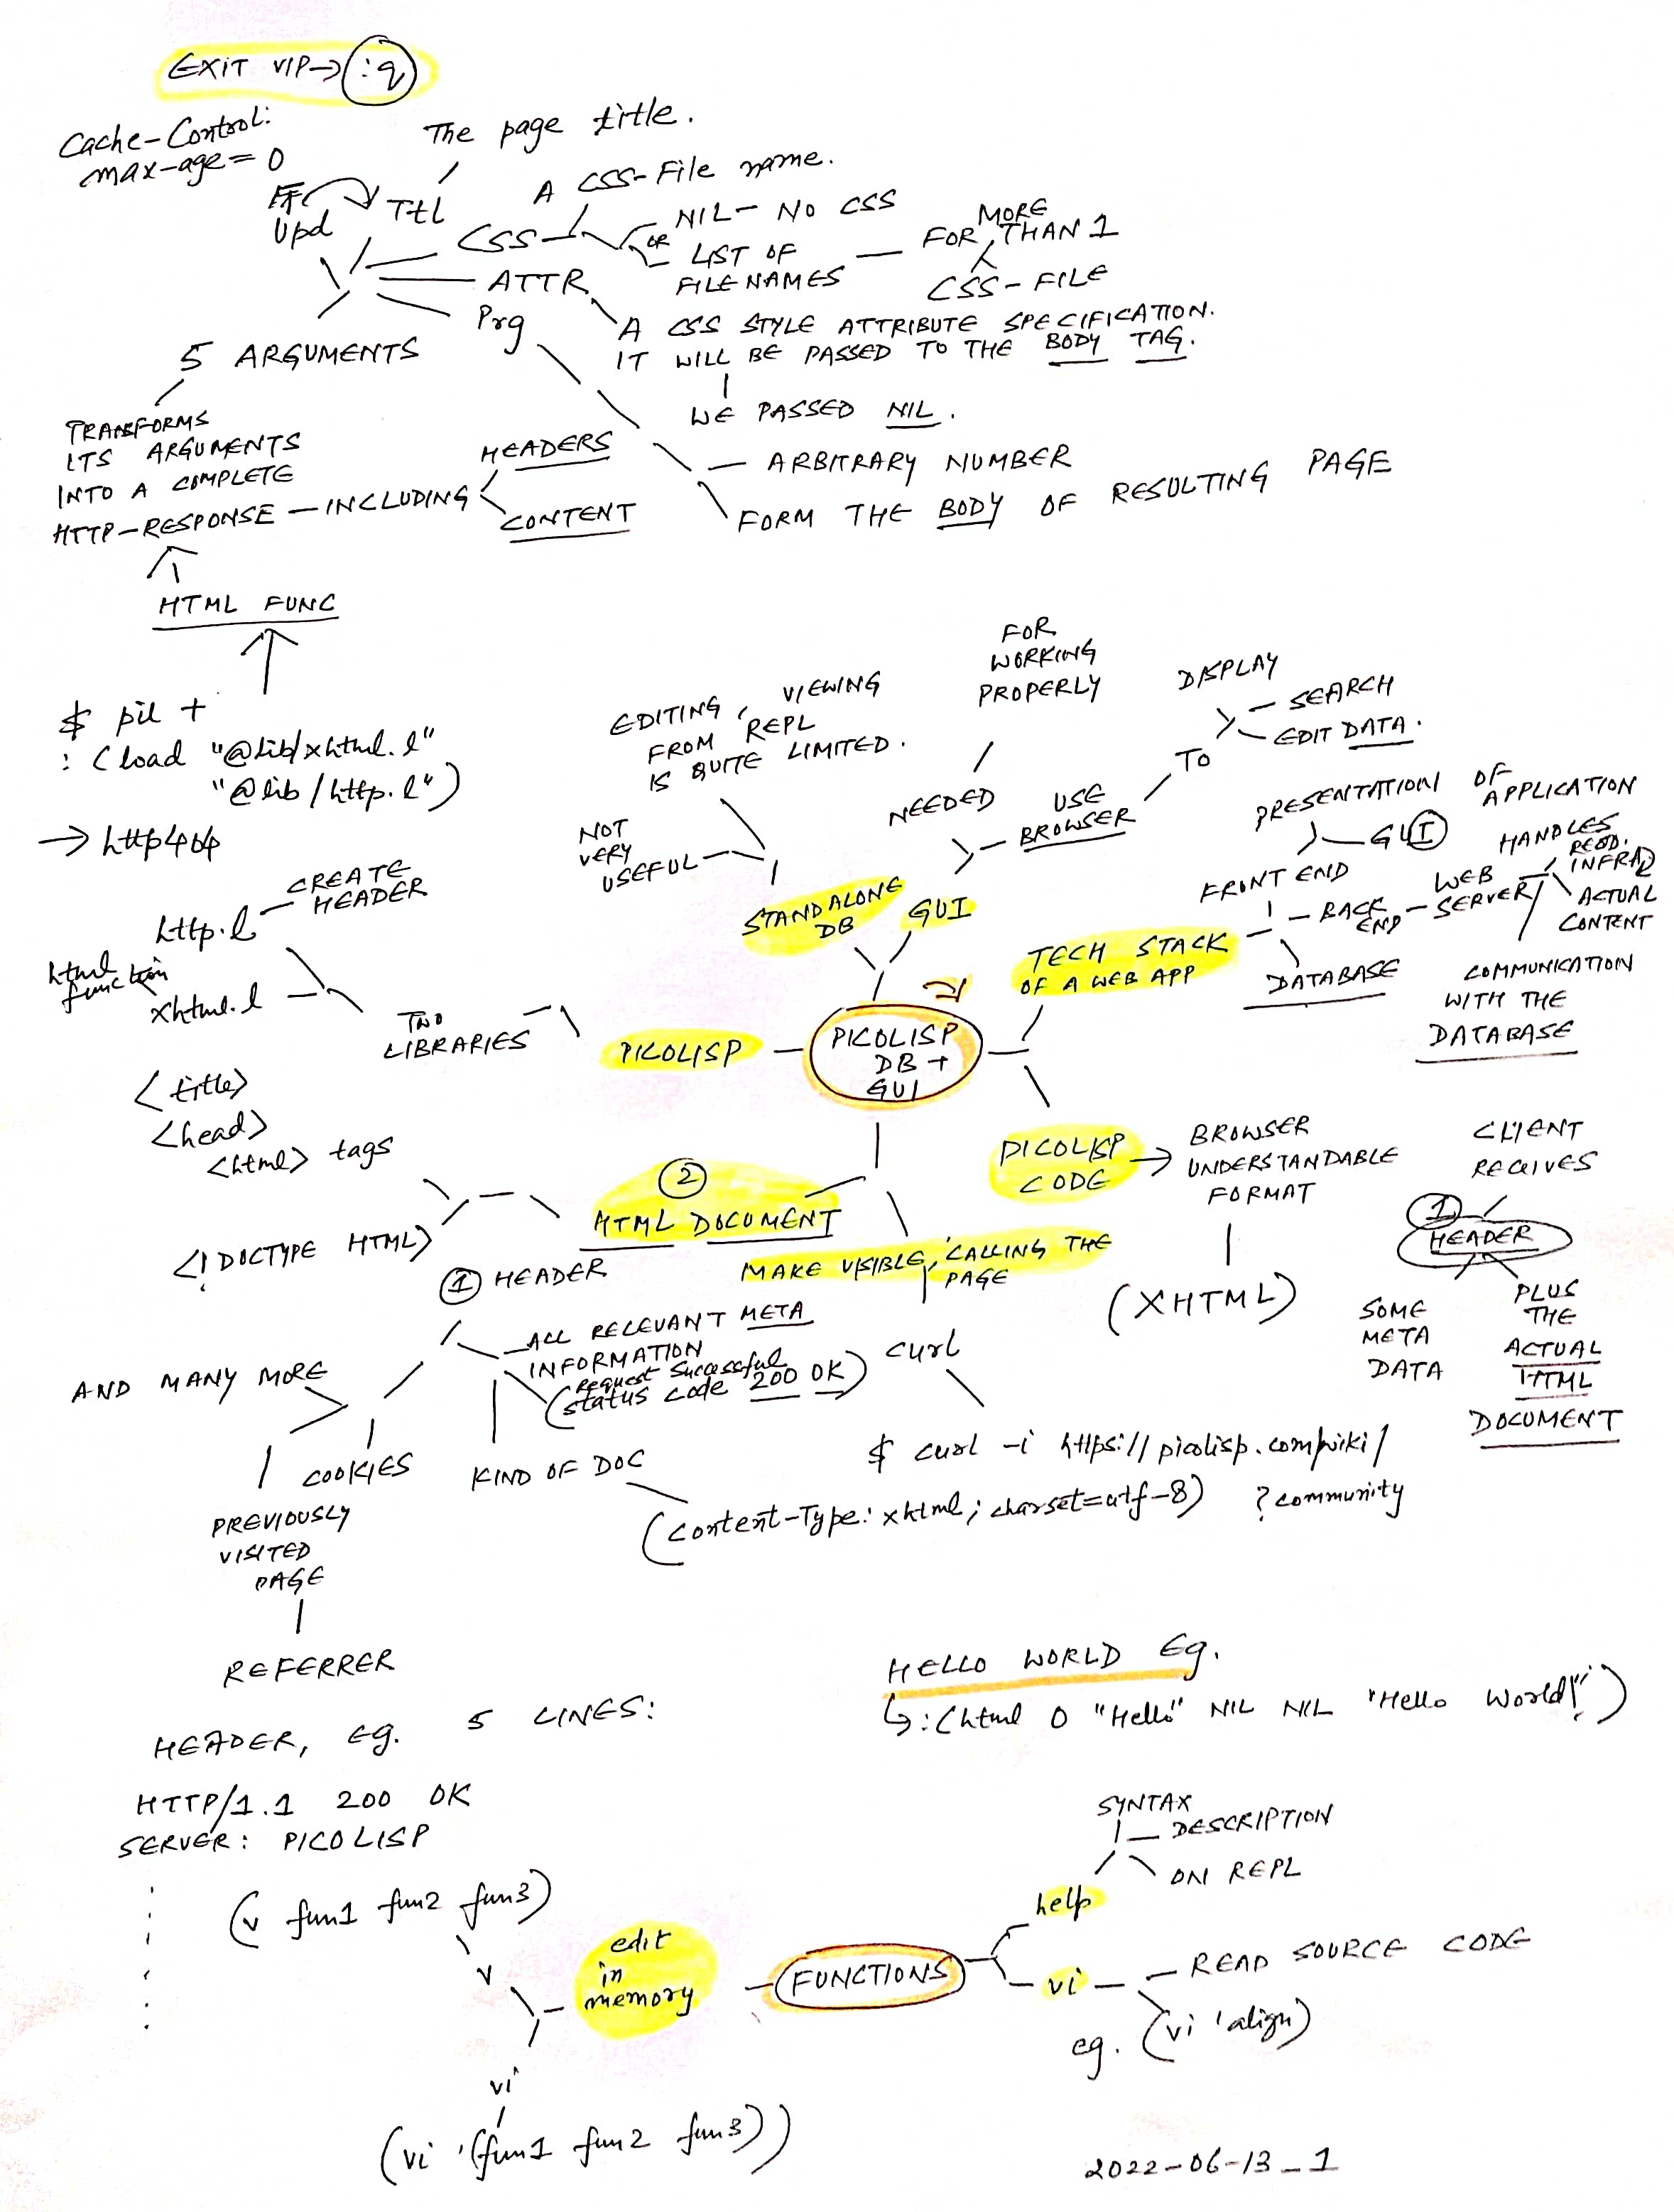 EXIT VIP → :q
Cache-Control:
max-age = 0
The page title.
Upd
Ttl
A CSS-File name.
CSS
NIL - NO CSS
OR
LIST OF
FILENAMES
FOR MORE THAN 1
CSS-FILE
ATTR
A CSS STYLE ATTRIBUTE SPECIFICATION.
IT WILL BE PASSED TO THE BODY TAG.
WE PASSED NIL.
Prg
ARBITRARY NUMBER
FORM THE BODY OF RESULTING PAGE
5 ARGUMENTS
TRANSFORMS
ITS ARGUMENTS
INTO A COMPLETE
HTTP-RESPONSE - INCLUDING
HEADERS
CONTENT
HTML FUNC
$ pil +
: (load "@lib/xhtml.l"
"@lib/http.l")
→ http404
http.l
CREATE
HEADER
html
function
xhtml.l
TWO
LIBRARIES
PICOLISP
PICOLISP
DB +
GUI
EDITING, VIEWING
FROM REPL
IS QUITE LIMITED.
NOT
VERY
USEFUL
STANDALONE
DB
FOR
WORKING
PROPERLY
NEEDED
USE
BROWSER
TO
DISPLAY
SEARCH
EDIT DATA.
GUI
TECH STACK
OF A WEB APP
PRESENTATION OF
APPLICATION
GUI
FRONT END
BACK
END
WEB
SERVER
HANDLES
REQD.
INFRA
ACTUAL
CONTENT
COMMUNICATION
WITH THE
DATABASE
DATABASE
PICOLISP
CODE
→ BROWSER
UNDERSTANDABLE
FORMAT
(XHTML)
CLIENT
RECEIVES
1
HEADER
SOME
META
DATA
PLUS
THE
ACTUAL
HTML
DOCUMENT
<title>
<head>
<html> tags
<!DOCTYPE HTML>
2
HTML DOCUMENT
MAKE VISIBLE, CALLING THE
PAGE
curl
$ curl -i https://picolisp.com/wiki/
?community
1 HEADER
ALL RELEVANT META
INFORMATION
request Successful
(status code 200 OK)
KIND OF DOC
(Content-Type: xhtml; charset=utf-8)
AND MANY MORE
COOKIES
PREVIOUSLY
VISITED
PAGE
REFERRER
HEADER, Eg. 5 LINES:
HTTP/1.1 200 OK
SERVER: PICOLISP
HELLO WORLD Eg.
↳ : (html 0 "Hello" NIL NIL "Hello World!")
SYNTAX
DESCRIPTION
ON REPL
help
FUNCTIONS
vi
READ SOURCE CODE
eg. (vi 'align)
edit
in
memory
v
(v fun1 fun2 fun3)
vi
(vi '(fun1 fun2 fun3))
2022-06-13_1